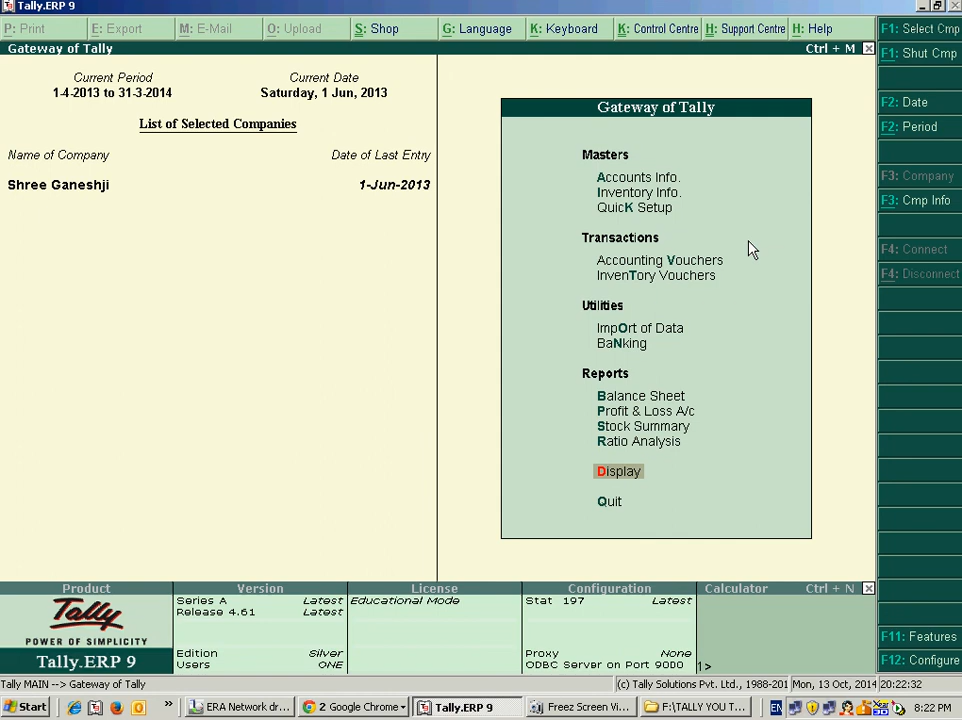 Tally.ERP 9
P: Print E: Export M: E-Mail O: Upload S: Shop G: Language K: Keyboard K: Control Centre H: Support Centre H: Help
F1: Select Cmp
F1: Shut Cmp
F2: Date
F2: Period
F3: Company
F3: Cmp Info
F4: Connect
F4: Disconnect
F11: Features
F12: Configure
Gateway of Tally Ctrl + M
Current Period Current Date
1-4-2013 to 31-3-2014 Saturday, 1 Jun, 2013
List of Selected Companies
Name of Company Date of Last Entry
Shree Ganeshji 1-Jun-2013
Gateway of Tally
Masters
Accounts Info.
Inventory Info.
QuicK Setup
Transactions
Accounting Vouchers
InvenTory Vouchers
Utilities
ImpOrt of Data
BaNking
Reports
Balance Sheet
Profit & Loss A/c
Stock Summary
Ratio Analysis
Display
Quit
Product Version License Configuration Calculator Ctrl + N
Tally
POWER OF SIMPLICITY
Tally.ERP 9
Series A Latest
Release 4.61 Latest
Edition Silver
Users ONE
Educational Mode
Stat 197 Latest
Proxy None
ODBC Server on Port 9000
1>
Tally MAIN --> Gateway of Tally (c) Tally Solutions Pvt. Ltd., 1988-201 Mon, 13 Oct, 2014 20:22:32
Start » ERA Network dr... 2 Google Chrome Tally.ERP 9 Freez Screen Vi... F:\TALLY YOU T... EN 8:22 PM